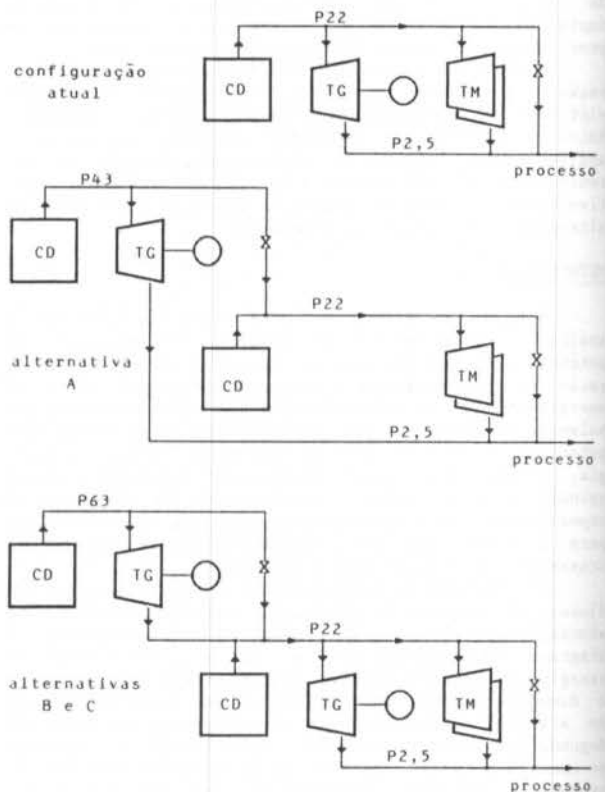 P22
configuração
atual
CD
TG
TM
P2,5
processo
P43
CD
TG
P22
alternativa
A
CD
TM
P2,5
processo
P63
CD
TG
P22
alternativas
B e C
CD
TG
TM
P2,5
processo